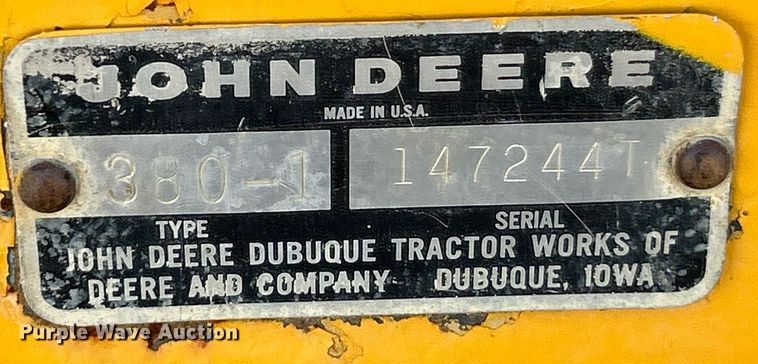 JOHN DEERE
MADE IN U.S.A.
380-1 147244T
TYPE SERIAL
JOHN DEERE DUBUQUE TRACTOR WORKS OF
DEERE AND COMPANY DUBUQUE, IOWA
Purple Wave Auction